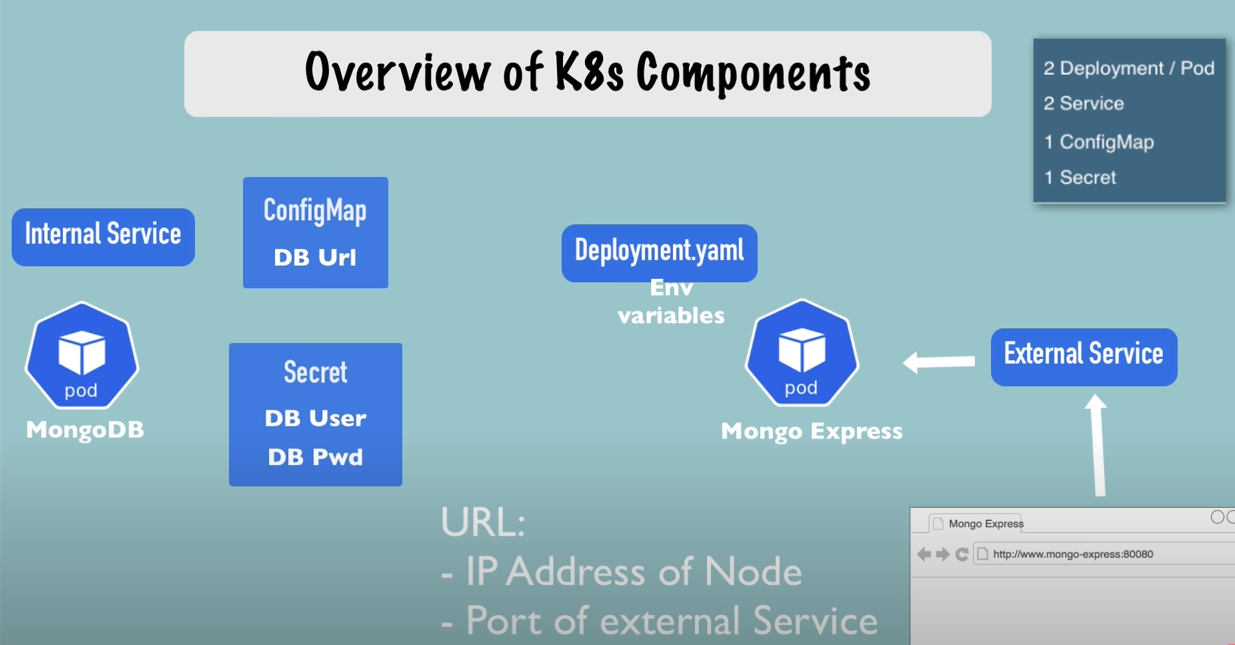 Overview of K8s Components
2 Deployment / Pod
2 Service
1 ConfigMap
1 Secret
Internal Service
ConfigMap
DB Url
Deployment.yaml
Env
variables
pod
MongoDB
Secret
DB User
DB Pwd
pod
Mongo Express
External Service
URL:
- IP Address of Node
- Port of external Service
Mongo Express
http://www.mongo-express:80080